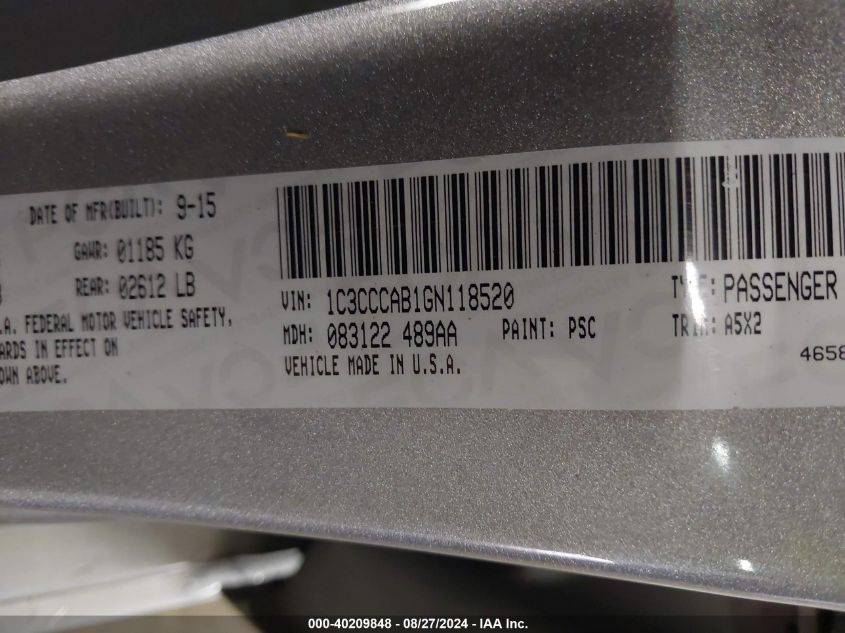 DATE OF MFR(BUILT): 9-15
GAWR: 01185 KG
REAR: 02612 LB
.A. FEDERAL MOTOR VEHICLE SAFETY,
ARDS IN EFFECT ON
OWN ABOVE.
VIN: 1C3CCCAB1GN118520
MDH: 083122 489AA PAINT: PSC
VEHICLE MADE IN U.S.A.
TYPE: PASSENGER
TRIM: A5X2
4658
000-40209848 - 08/27/2024 - IAA Inc.